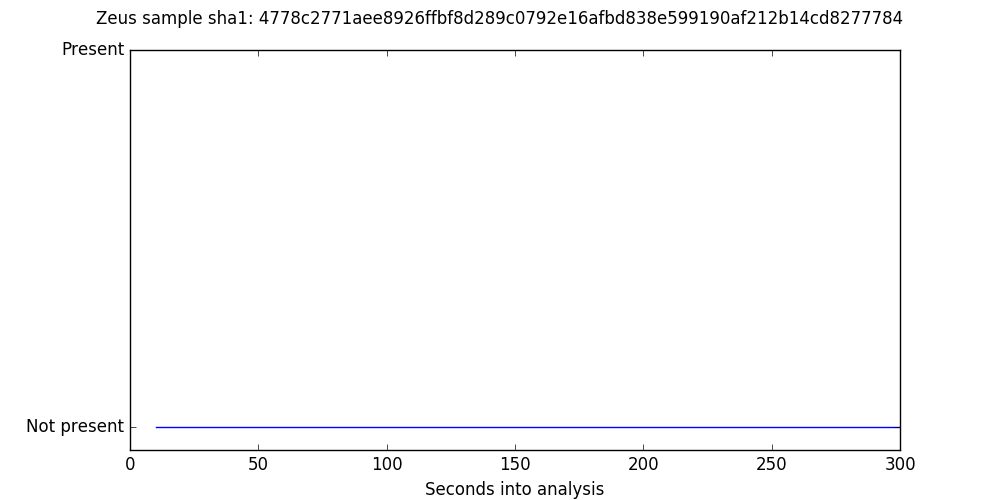 Zeus sample sha1: 4778c2771aee8926ffbf8d289c0792e16afbd838e599190af212b14cd8277784
Present
Not present
0 50 100 150 200 250 300
Seconds into analysis